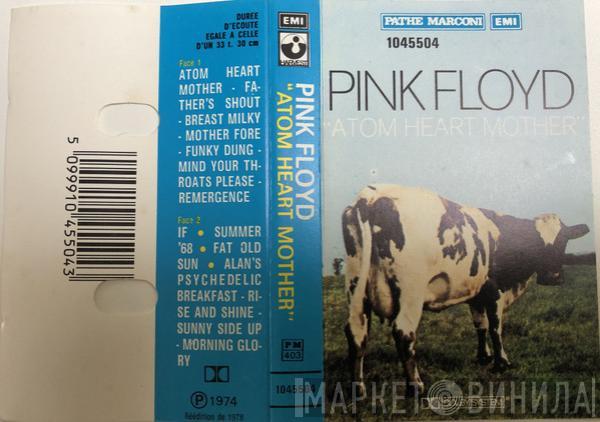 5 099910 455043
DUREE
D'ECOUTE
EGALE A CELLE
D'UN 33 t. 30 cm
Face 1
ATOM HEART
MOTHER - FA-
THER'S SHOUT
- BREAST MILKY
- MOTHER FORE
- FUNKY DUNG -
MIND YOUR TH-
ROATS PLEASE -
REMERGENCE
Face 2
IF • SUMMER
'68 • FAT OLD
SUN • ALAN'S
PSYCHEDELIC
BREAKFAST - RI-
SE AND SHINE -
SUNNY SIDE UP
- MORNING GLO-
RY
P 1974
Réédition de 1978
EMI
HARVEST
PINK FLOYD
"ATOM HEART MOTHER"
PM
403
1045504
PATHE MARCONI EMI
1045504
PINK FLOYD
"ATOM HEART MOTHER"
МАРКЕТ ВИНИЛА